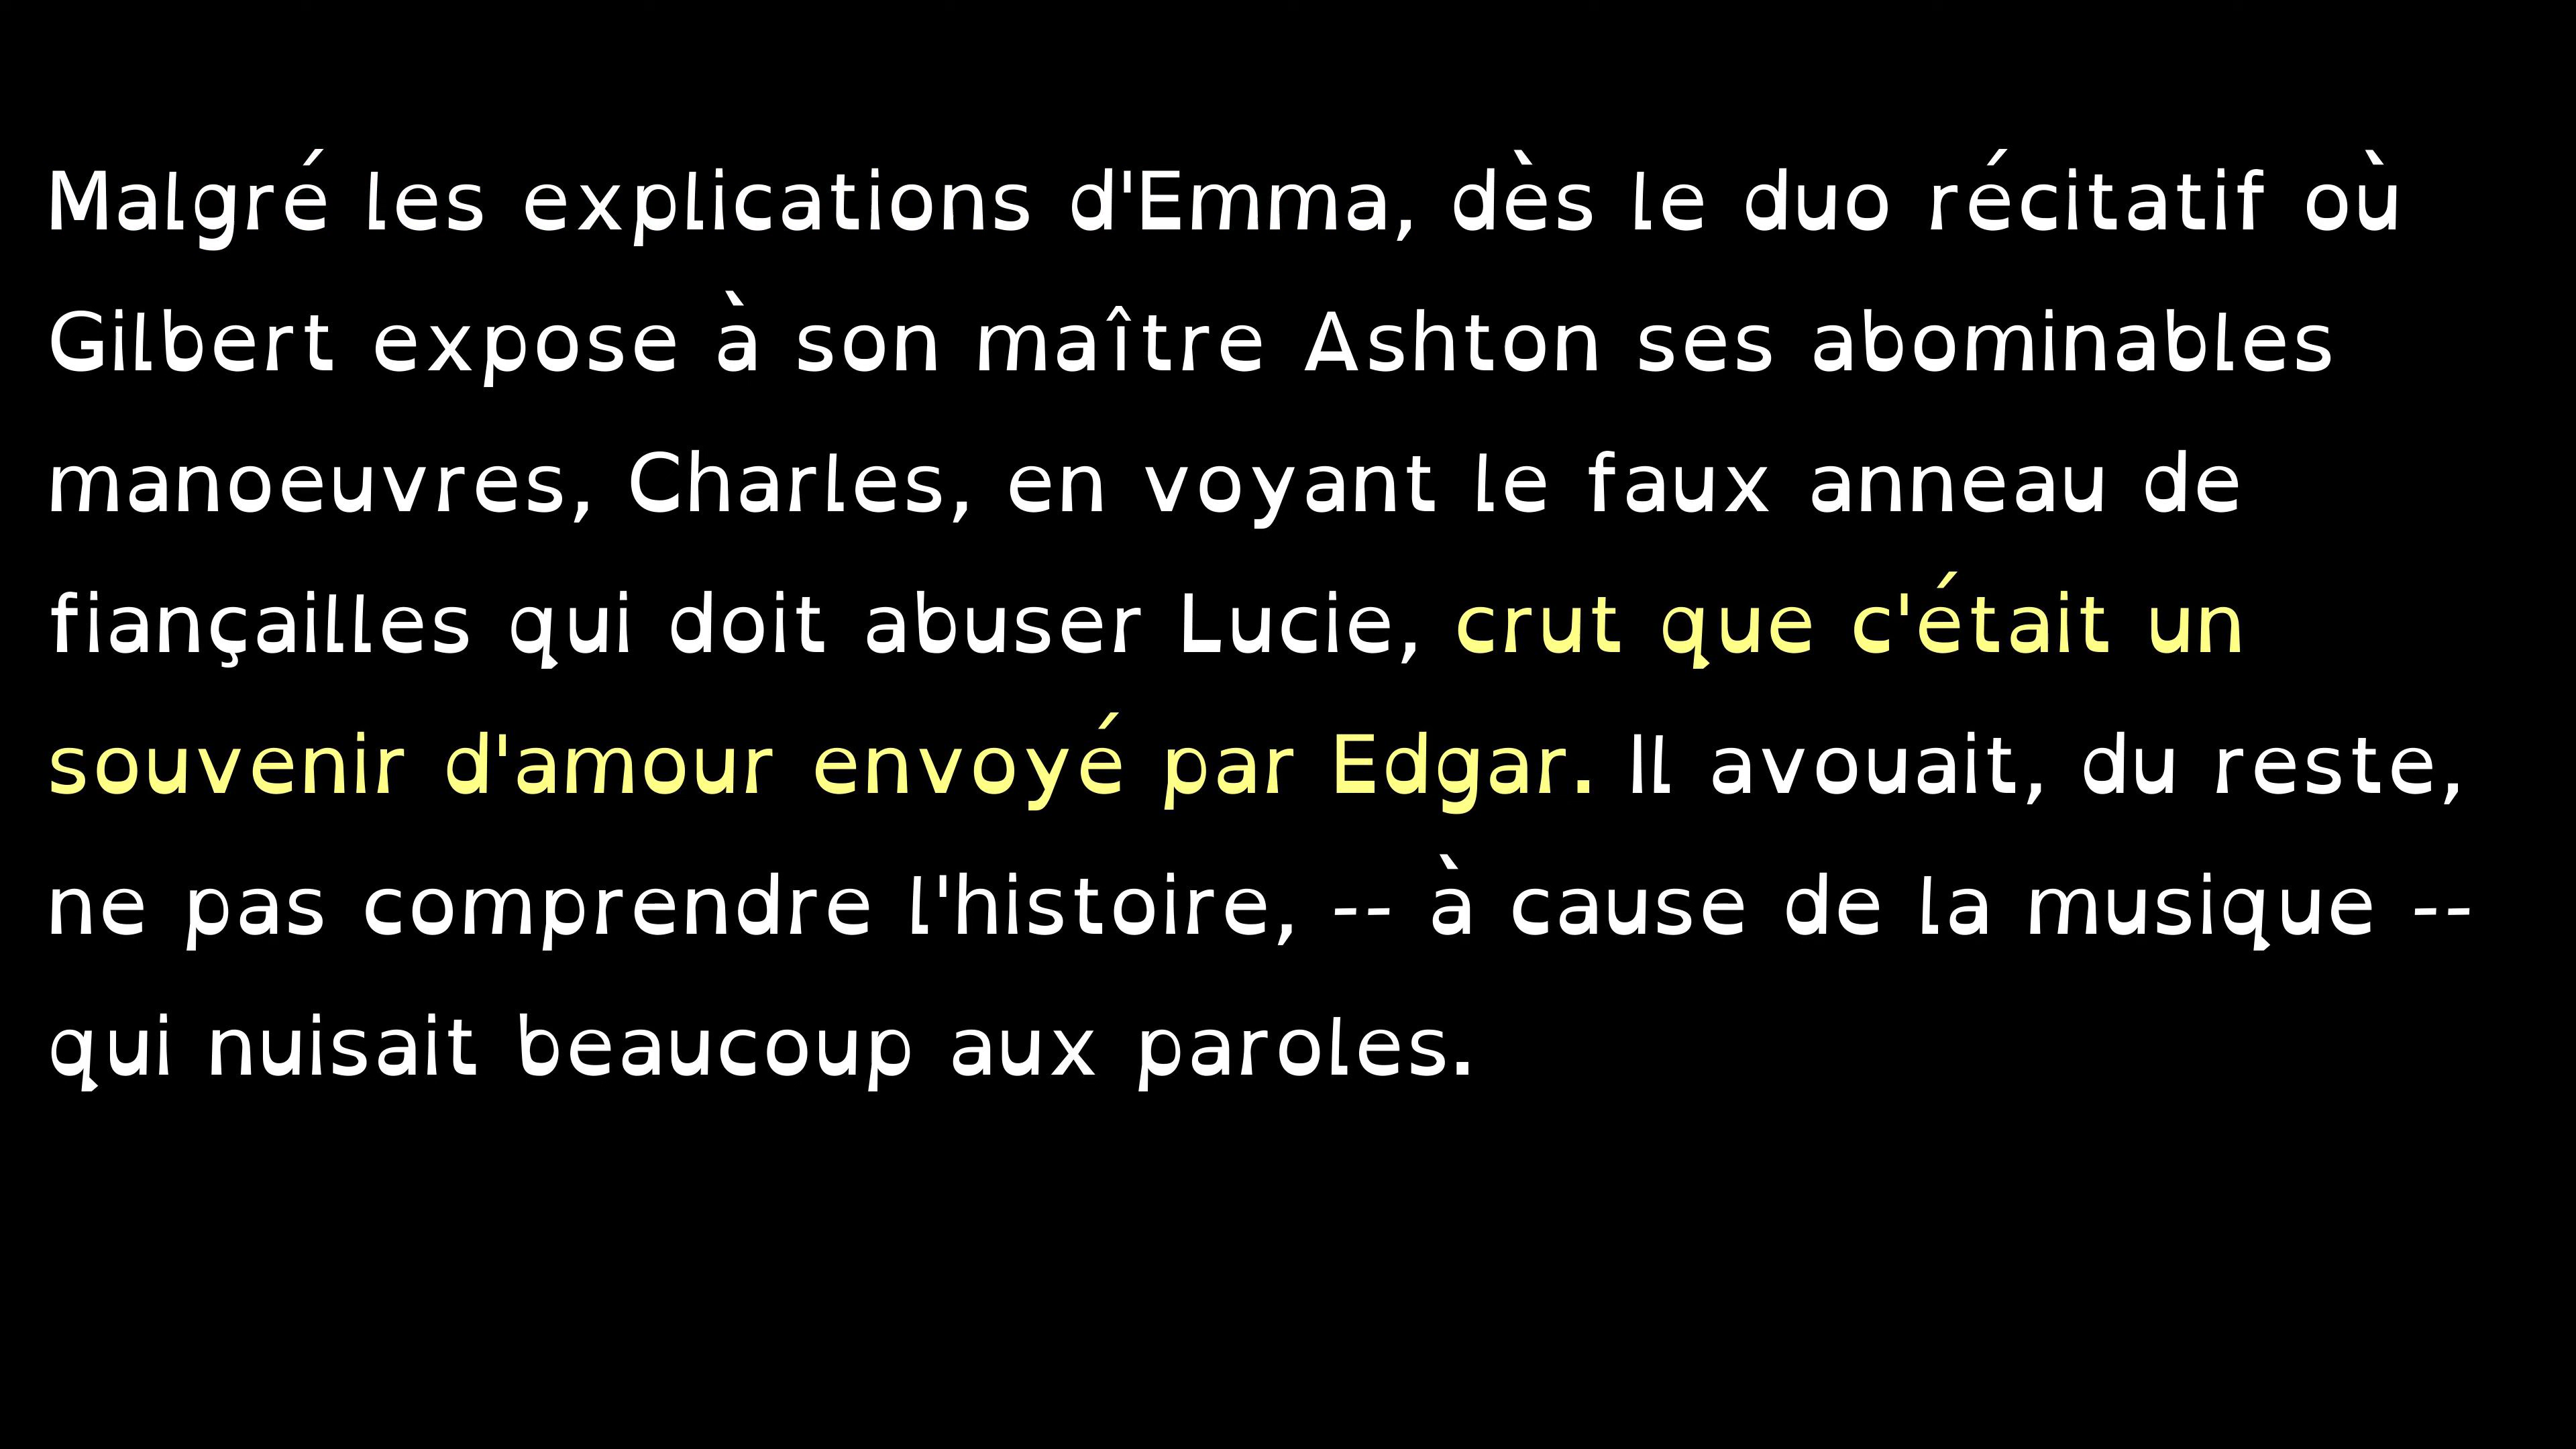 Malgré les explications d'Emma, dès le duo récitatif où
Gilbert expose à son maître Ashton ses abominables
manoeuvres, Charles, en voyant le faux anneau de
fiançailles qui doit abuser Lucie, crut que c'était un
souvenir d'amour envoyé par Edgar. Il avouait, du reste,
ne pas comprendre l'histoire, -- à cause de la musique --
qui nuisait beaucoup aux paroles.